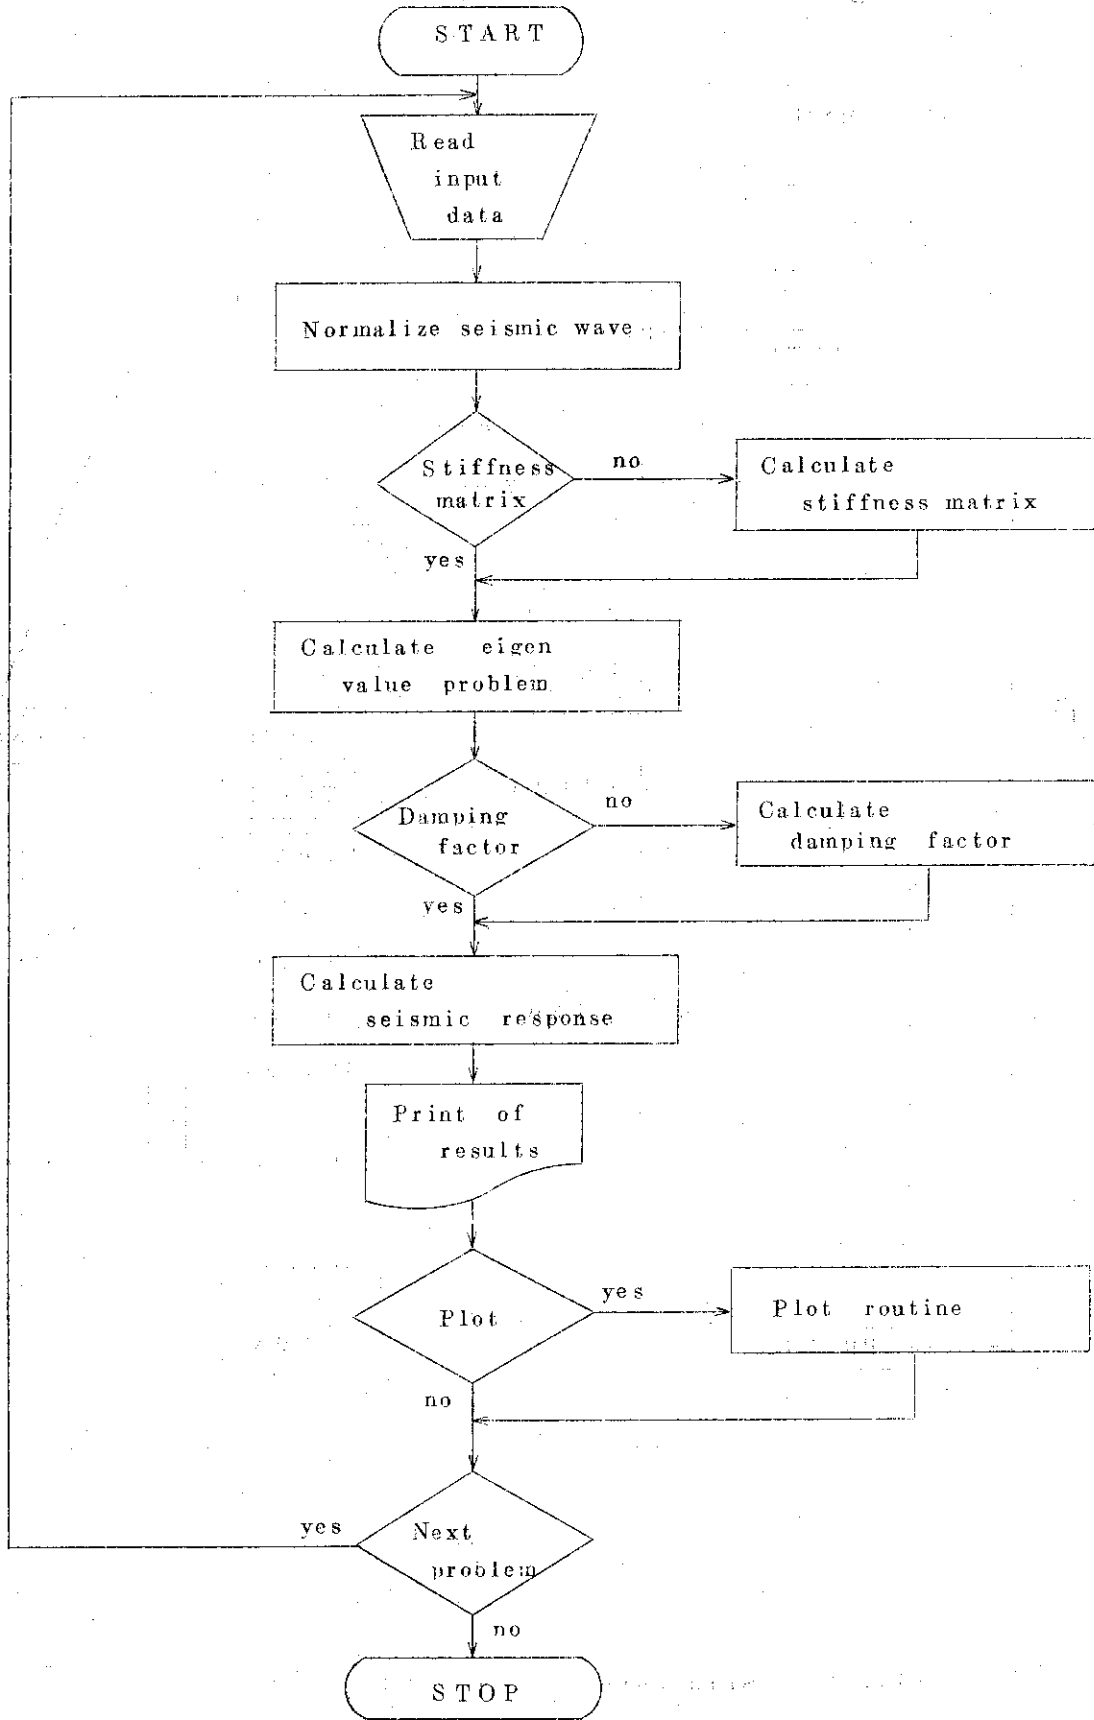 START
Read
input
data
Normalize seismic wave
Stiffness
matrix
no
Calculate
stiffness matrix
yes
Calculate eigen
value problem
Damping
factor
no
Calculate
damping factor
yes
Calculate
seismic response
Print of
results
Plot
yes
Plot routine
no
yes
Next
problem
no
STOP